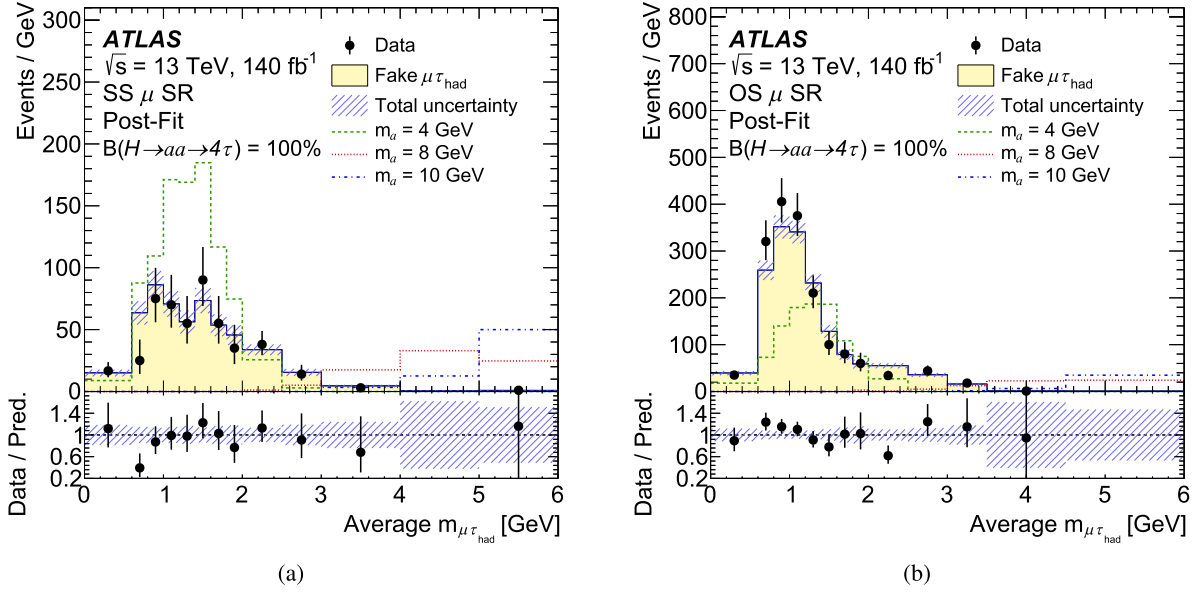 Events / GeV
300
250
200
150
100
50
0
ATLAS
√s = 13 TeV, 140 fb⁻¹
SS μ SR
Post-Fit
B(H→aa→4τ) = 100%
Data
Fake μτ_had
Total uncertainty
m_a = 4 GeV
m_a = 8 GeV
m_a = 10 GeV
Data / Pred.
1.4
1
0.6
0.2
0 1 2 3 4 5 6
Average m_μτ_had [GeV]
(a)
Events / GeV
800
700
600
500
400
300
200
100
0
ATLAS
√s = 13 TeV, 140 fb⁻¹
OS μ SR
Post-Fit
B(H→aa→4τ) = 100%
Data
Fake μτ_had
Total uncertainty
m_a = 4 GeV
m_a = 8 GeV
m_a = 10 GeV
Data / Pred.
1.4
1
0.6
0.2
0 1 2 3 4 5 6
Average m_μτ_had [GeV]
(b)